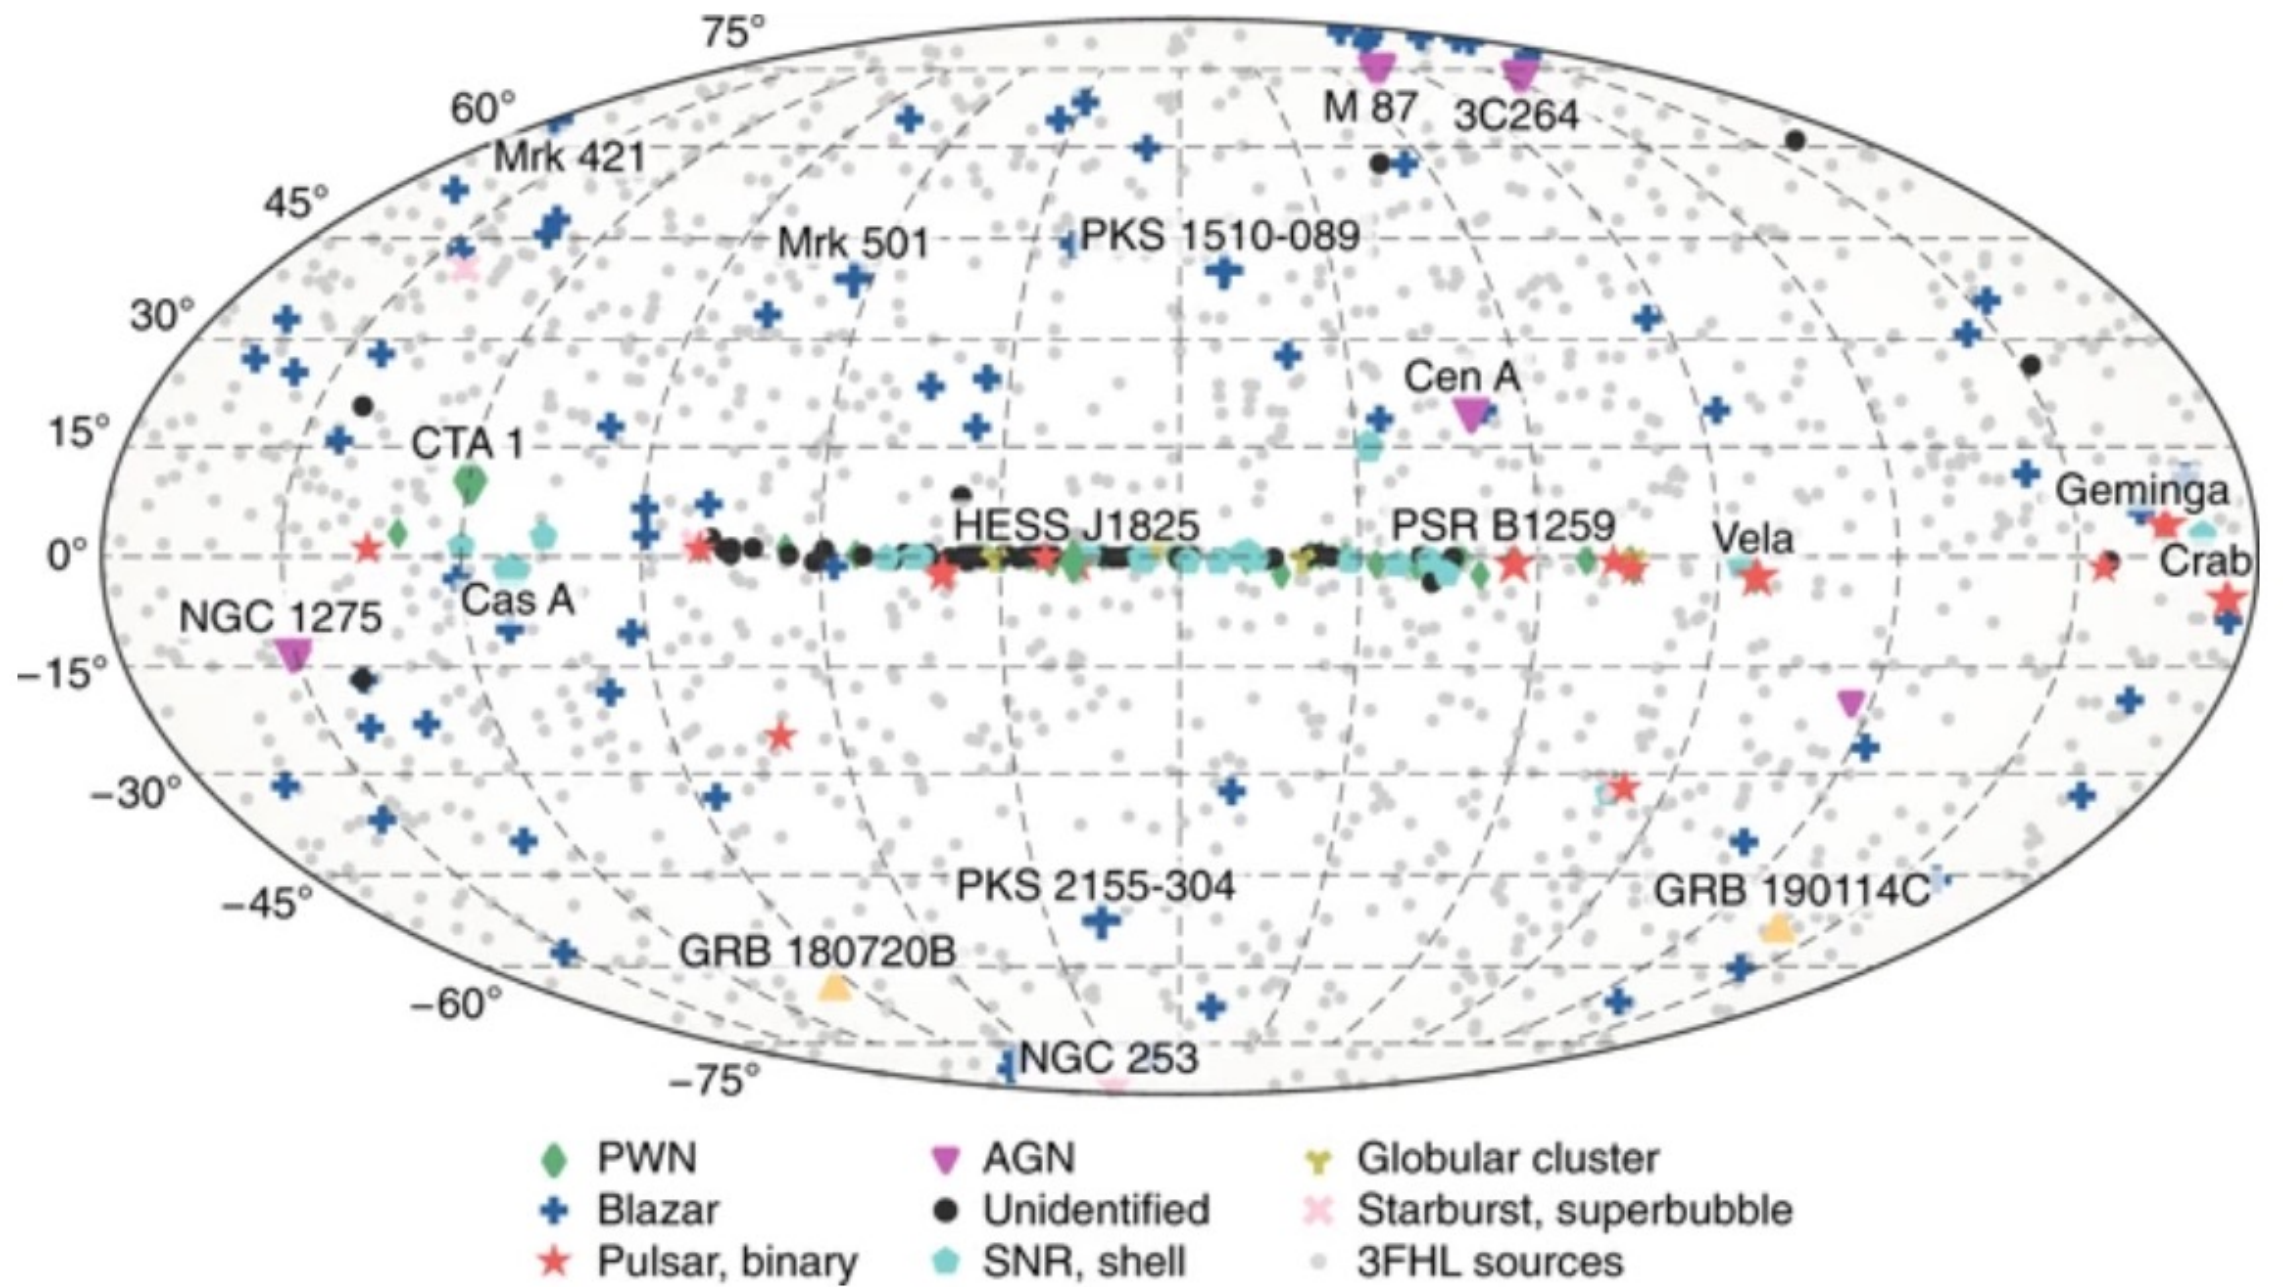 75°
60°
M 87 3C264
Mrk 421
45°
Mrk 501
PKS 1510-089
30°
Cen A
15°
CTA 1
Geminga
HESS J1825
PSR B1259
Vela
0°
Crab
Cas A
NGC 1275
−15°
−30°
PKS 2155-304
GRB 190114C
−45°
GRB 180720B
−60°
NGC 253
−75°
PWN AGN Globular cluster
Blazar Unidentified Starburst, superbubble
Pulsar, binary SNR, shell 3FHL sources